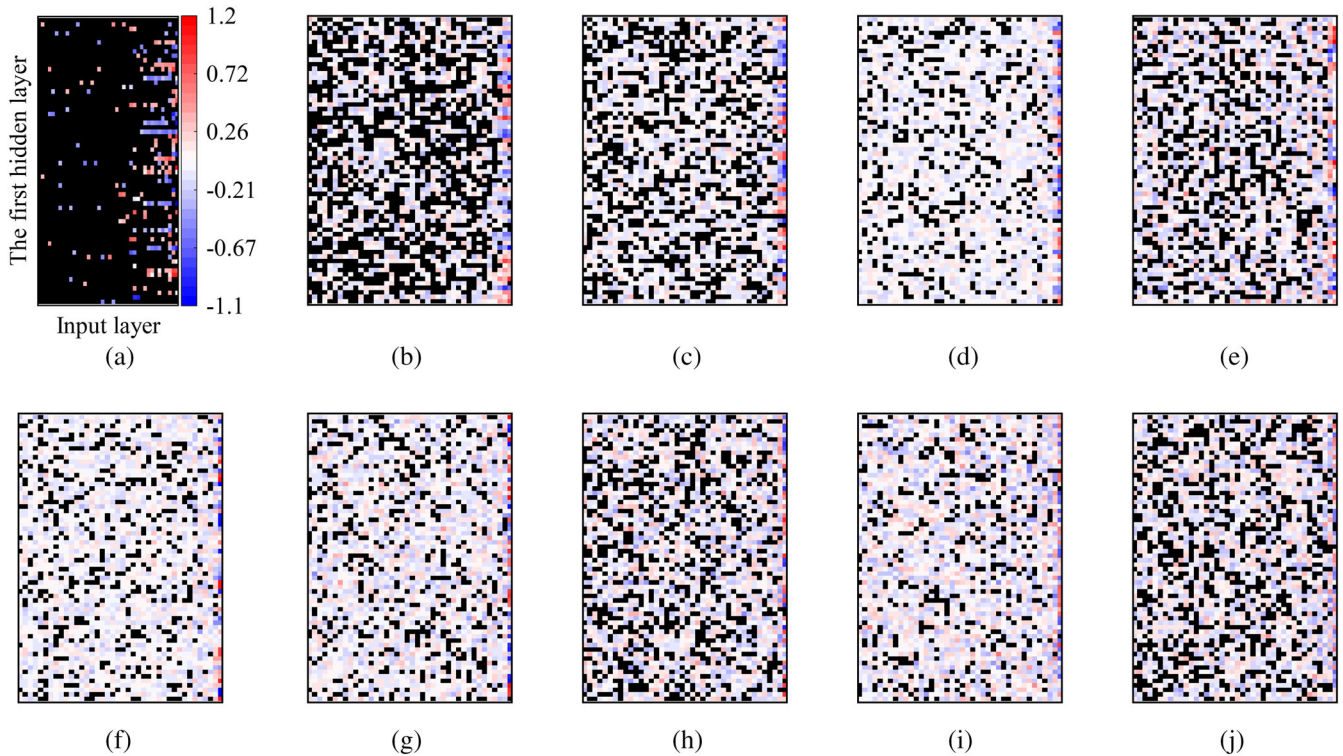 The first hidden layer
1.2
0.72
0.26
-0.21
-0.67
-1.1
Input layer
(a)
(b)
(c)
(d)
(e)
(f)
(g)
(h)
(i)
(j)